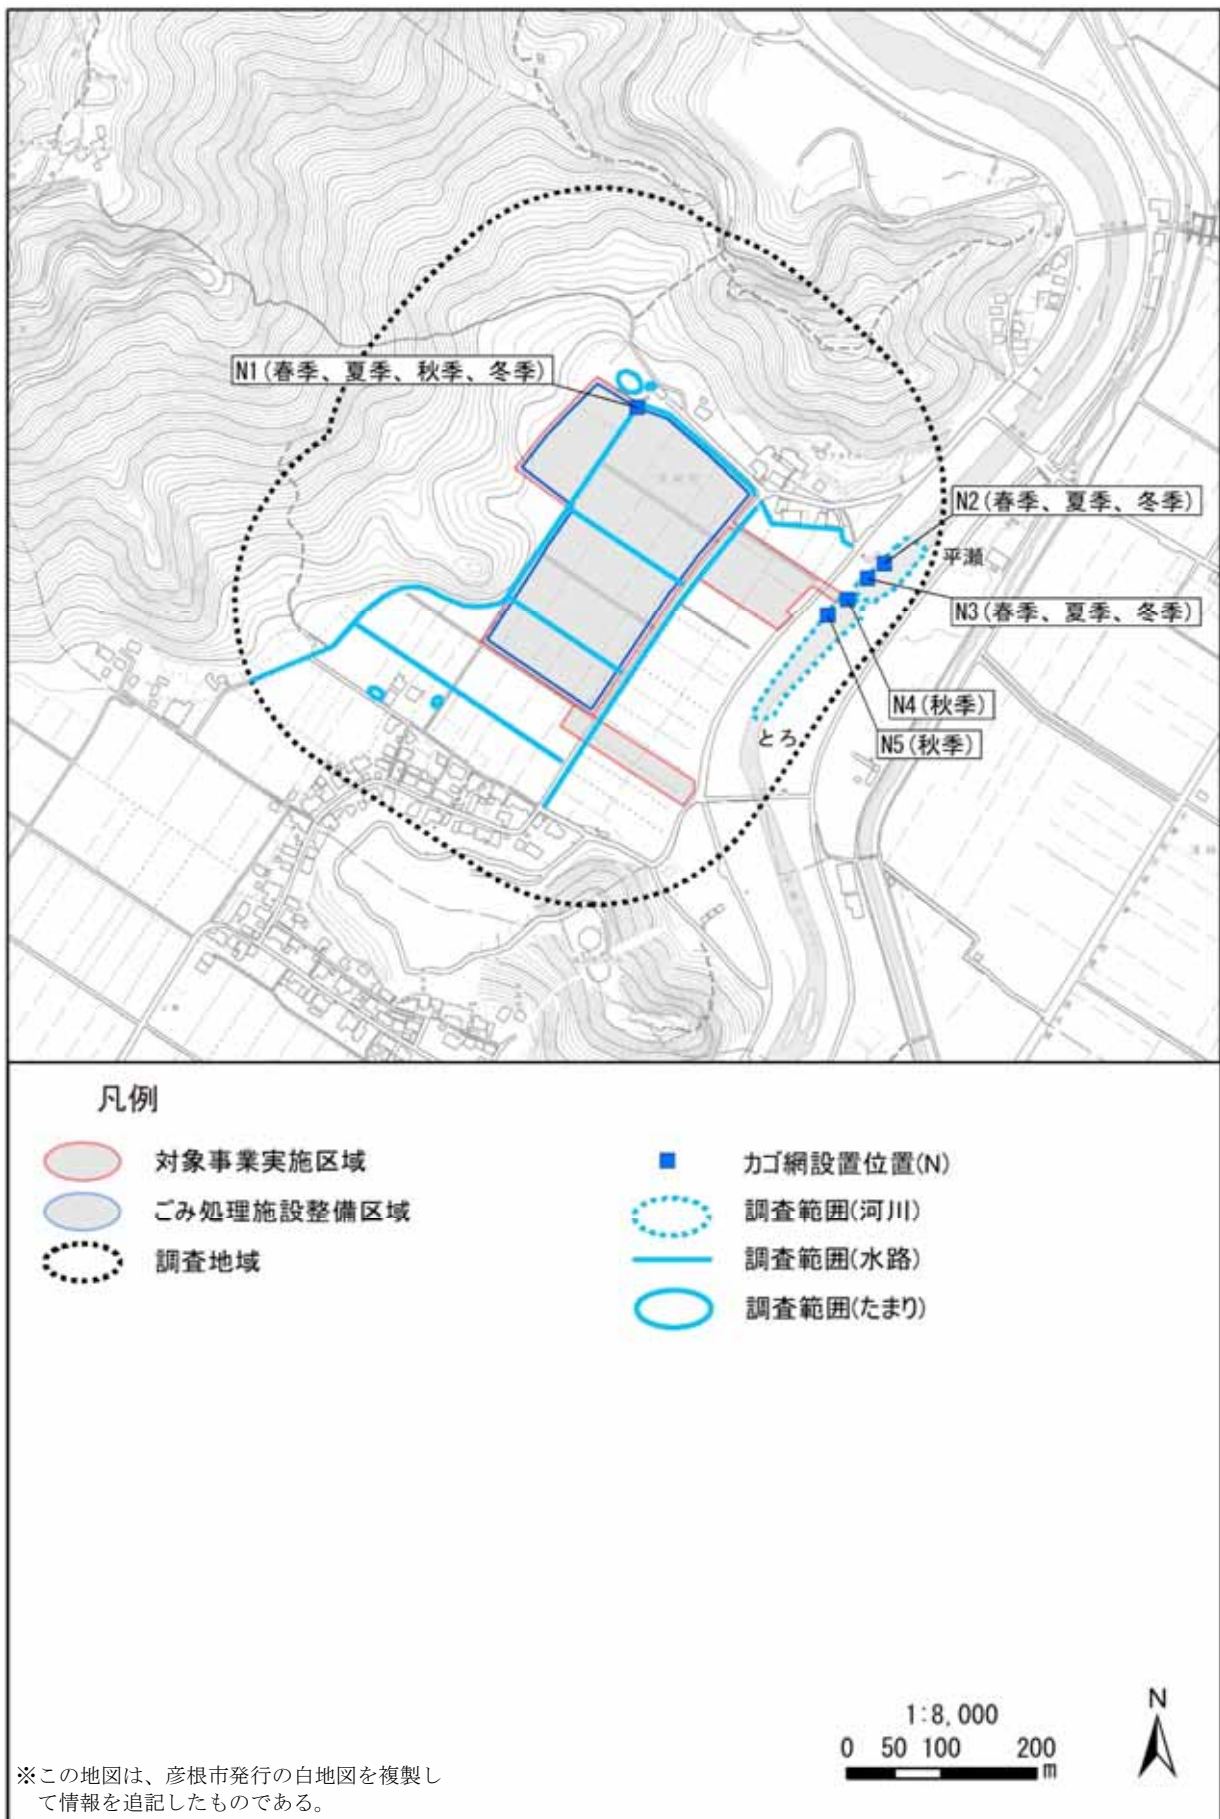 N1(春季、夏季、秋季、冬季)
N2(春季、夏季、冬季)
平瀬
N3(春季、夏季、冬季)
N4(秋季)
N5(秋季)
とろ
凡例
対象事業実施区域
ごみ処理施設整備区域
調査地域
カゴ網設置位置(N)
調査範囲(河川)
調査範囲(水路)
調査範囲(たまり)
1:8,000
0 50 100 200
m
N
※この地図は、彦根市発行の白地図を複製し
て情報を追記したものである。